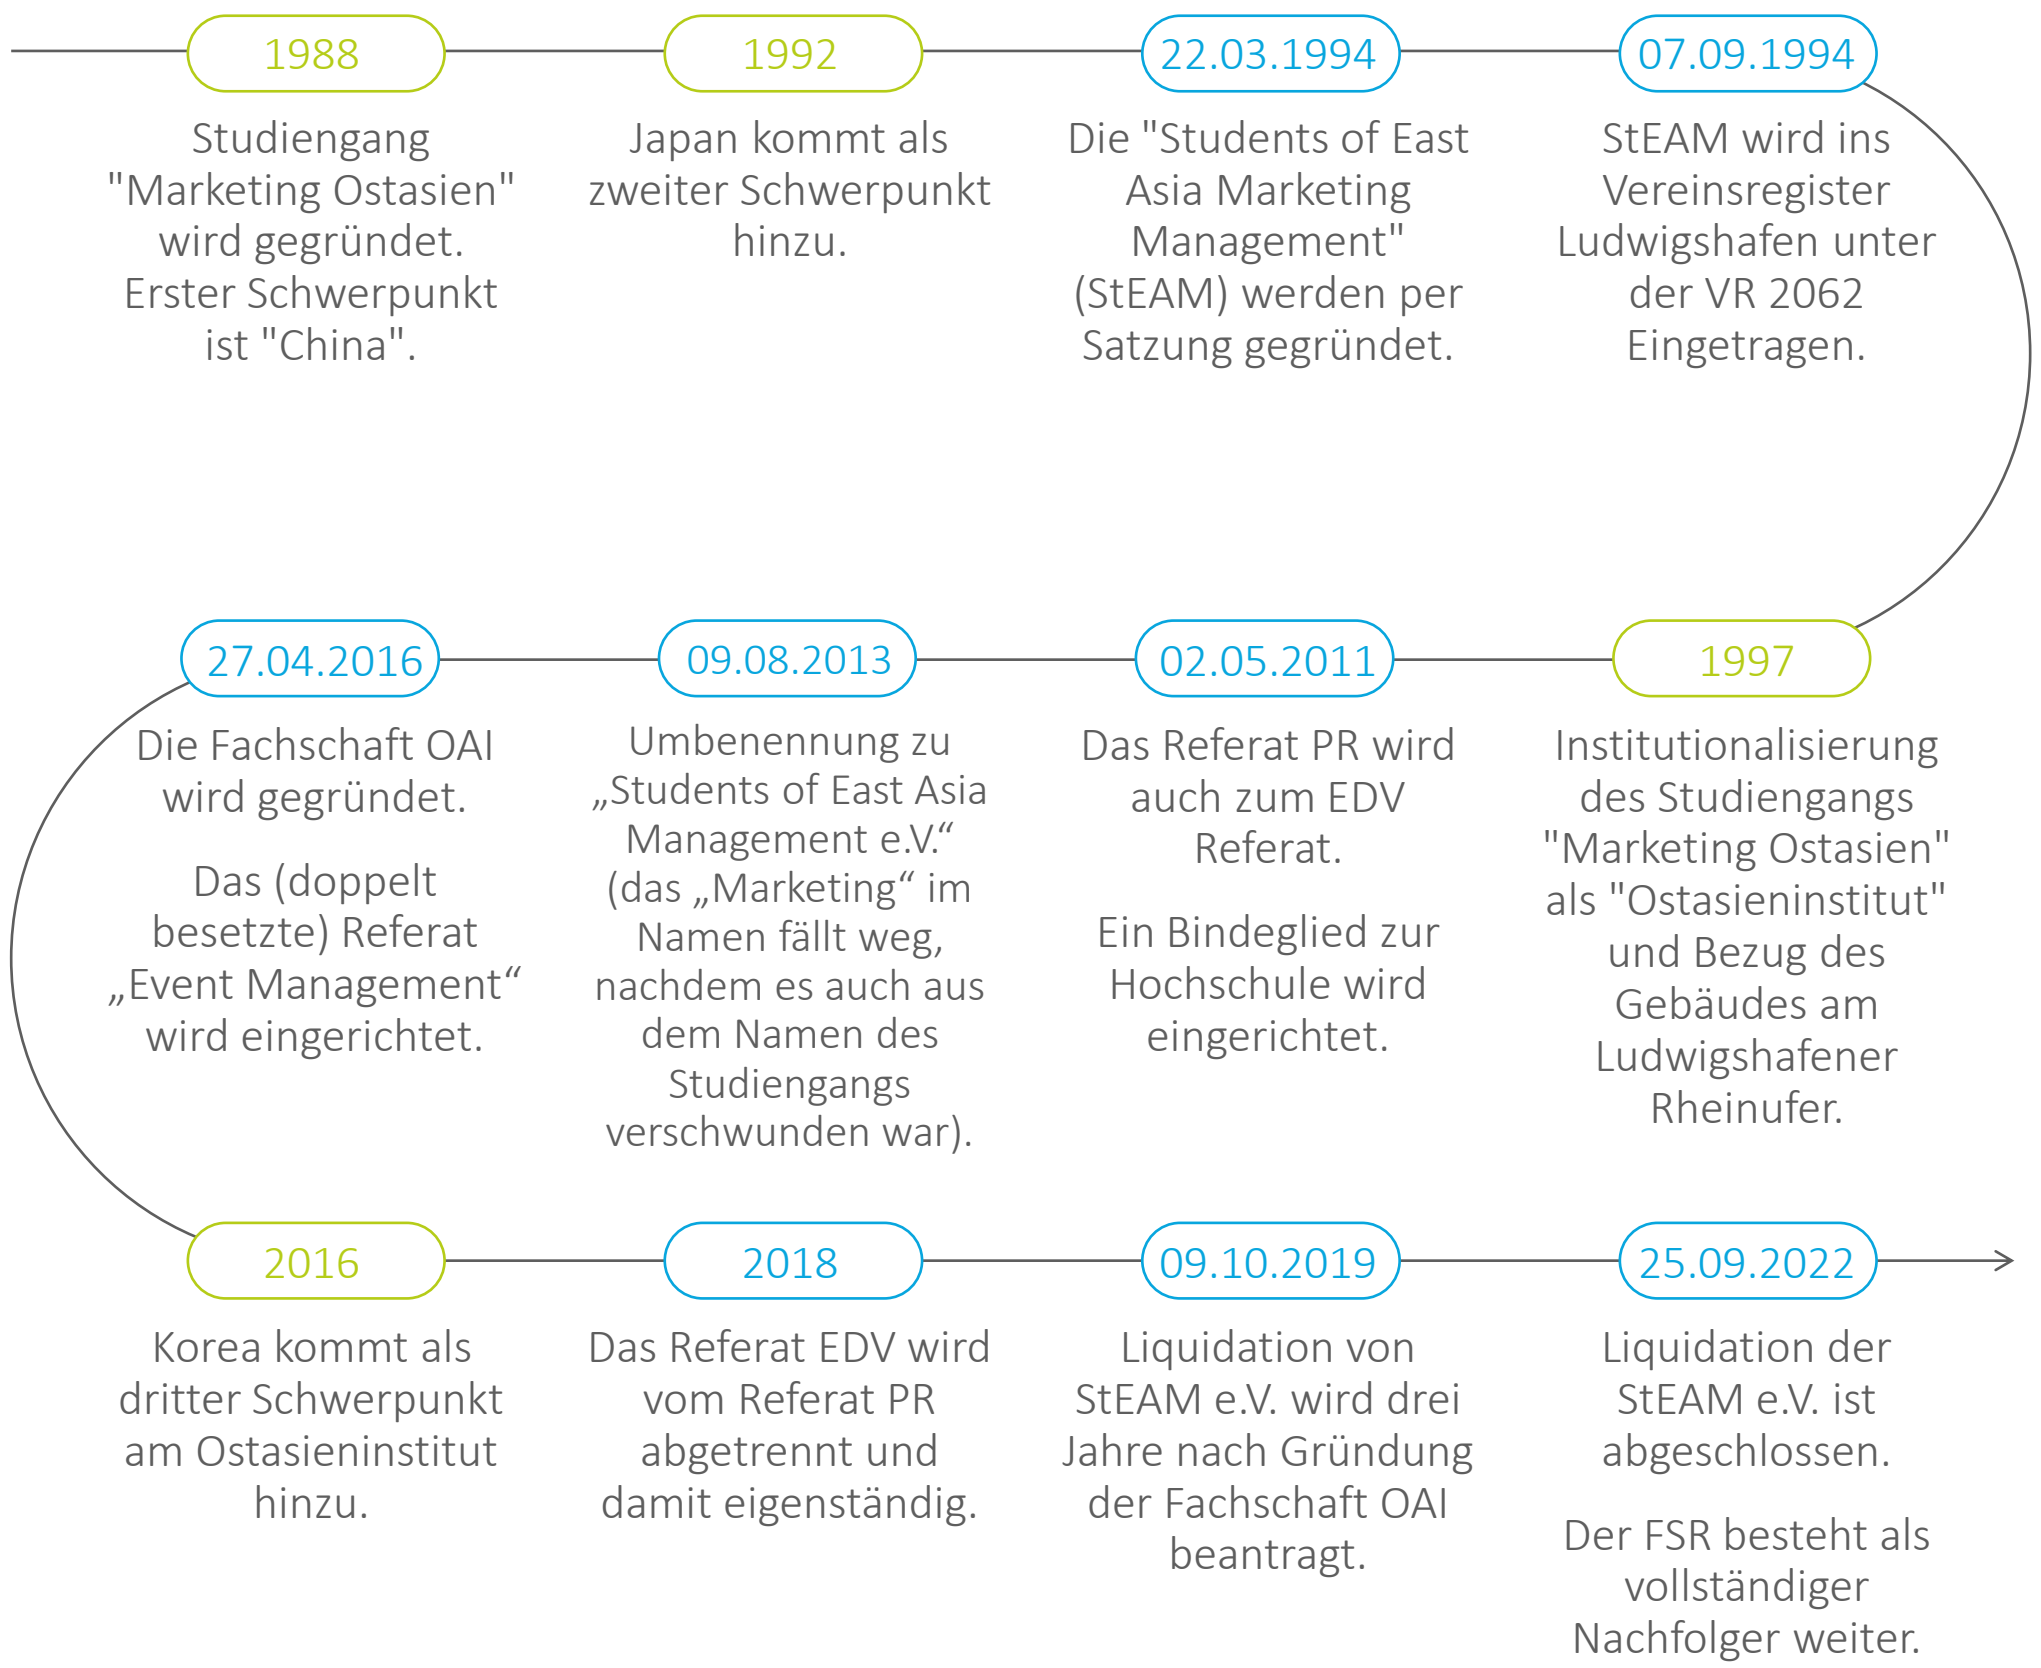 1988
Studiengang
"Marketing Ostasien"
wird gegründet.
Erster Schwerpunkt
ist "China".
1992
Japan kommt als
zweiter Schwerpunkt
hinzu.
22.03.1994
Die "Students of East
Asia Marketing
Management"
(StEAM) werden per
Satzung gegründet.
07.09.1994
StEAM wird ins
Vereinsregister
Ludwigshafen unter
der VR 2062
Eingetragen.
1997
Institutionalisierung
des Studiengangs
"Marketing Ostasien"
als "Ostasieninstitut"
und Bezug des
Gebäudes am
Ludwigshafener
Rheinufer.
02.05.2011
Das Referat PR wird
auch zum EDV
Referat.
Ein Bindeglied zur
Hochschule wird
eingerichtet.
09.08.2013
Umbenennung zu
„Students of East Asia
Management e.V.“
(das „Marketing“ im
Namen fällt weg,
nachdem es auch aus
dem Namen des
Studiengangs
verschwunden war).
27.04.2016
Die Fachschaft OAI
wird gegründet.
Das (doppelt
besetzte) Referat
„Event Management“
wird eingerichtet.
2016
Korea kommt als
dritter Schwerpunkt
am Ostasieninstitut
hinzu.
2018
Das Referat EDV wird
vom Referat PR
abgetrennt und
damit eigenständig.
09.10.2019
Liquidation von
StEAM e.V. wird drei
Jahre nach Gründung
der Fachschaft OAI
beantragt.
25.09.2022
Liquidation der
StEAM e.V. ist
abgeschlossen.
Der FSR besteht als
vollständiger
Nachfolger weiter.